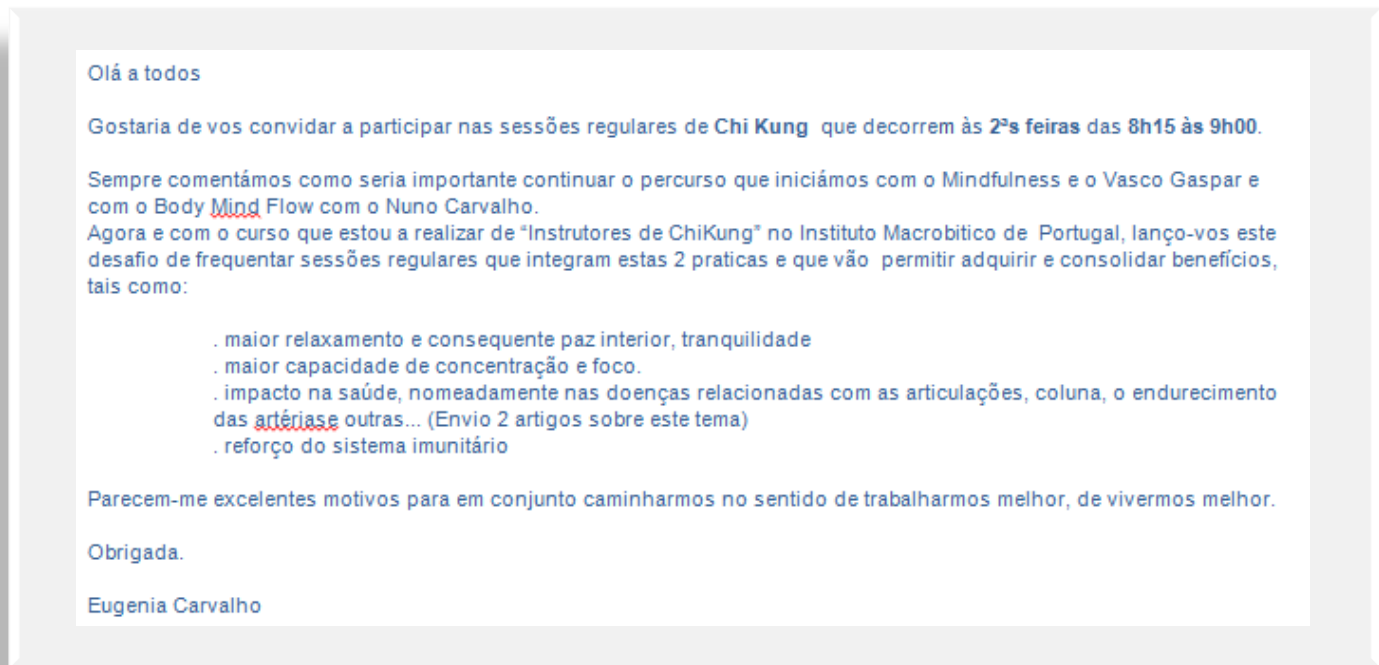 Olá a todos
Gostaria de vos convidar a participar nas sessões regulares de Chi Kung que decorrem às 2ªs feiras das 8h15 às 9h00.
Sempre comentámos como seria importante continuar o percurso que iniciámos com o Mindfulness e o Vasco Gaspar e
com o Body Mind Flow com o Nuno Carvalho.
Agora e com o curso que estou a realizar de “Instrutores de ChiKung” no Instituto Macrobitico de Portugal, lanço-vos este
desafio de frequentar sessões regulares que integram estas 2 praticas e que vão permitir adquirir e consolidar benefícios,
tais como:
. maior relaxamento e consequente paz interior, tranquilidade
. maior capacidade de concentração e foco.
. impacto na saúde, nomeadamente nas doenças relacionadas com as articulações, coluna, o endurecimento
das artériase outras... (Envio 2 artigos sobre este tema)
. reforço do sistema imunitário
Parecem-me excelentes motivos para em conjunto caminharmos no sentido de trabalharmos melhor, de vivermos melhor.
Obrigada.
Eugenia Carvalho